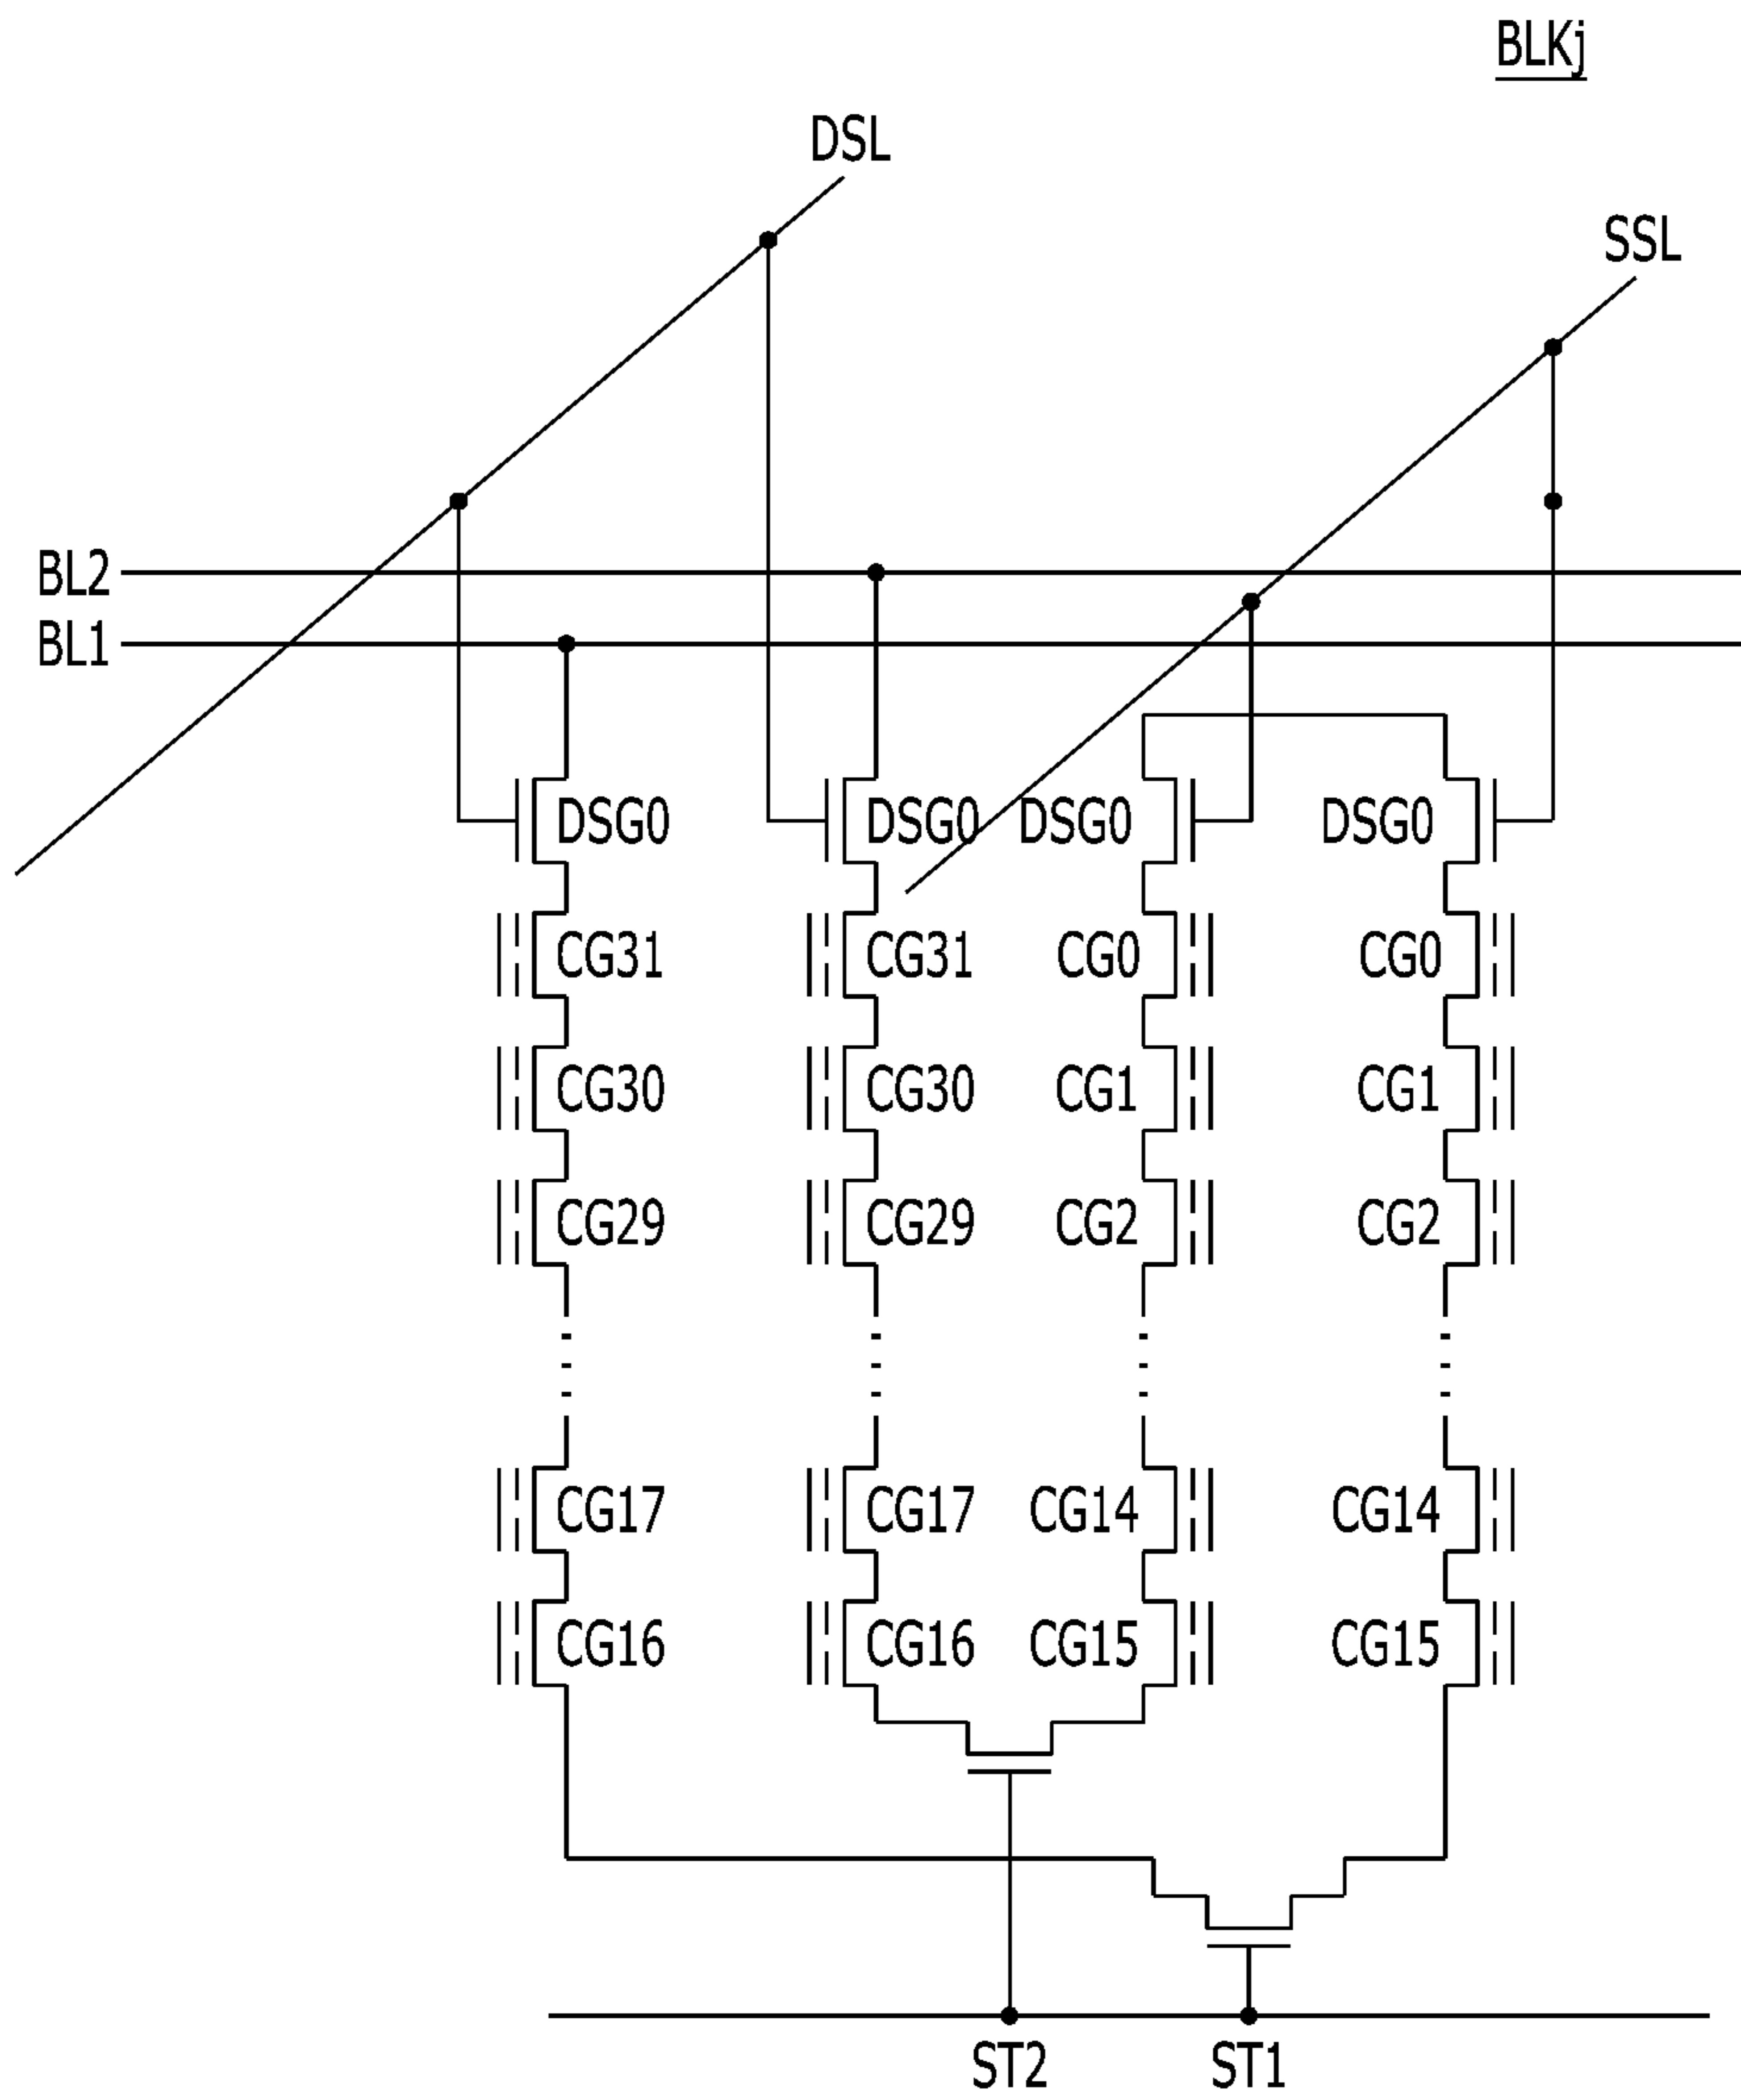 BLKj
DSL
SSL
BL2
BL1
DSG0 DSG0 DSG0 DSG0
CG31 CG31 CG0 CG0
CG30 CG30 CG1 CG1
CG29 CG29 CG2 CG2
CG17 CG17 CG14 CG14
CG16 CG16 CG15 CG15
ST2 ST1